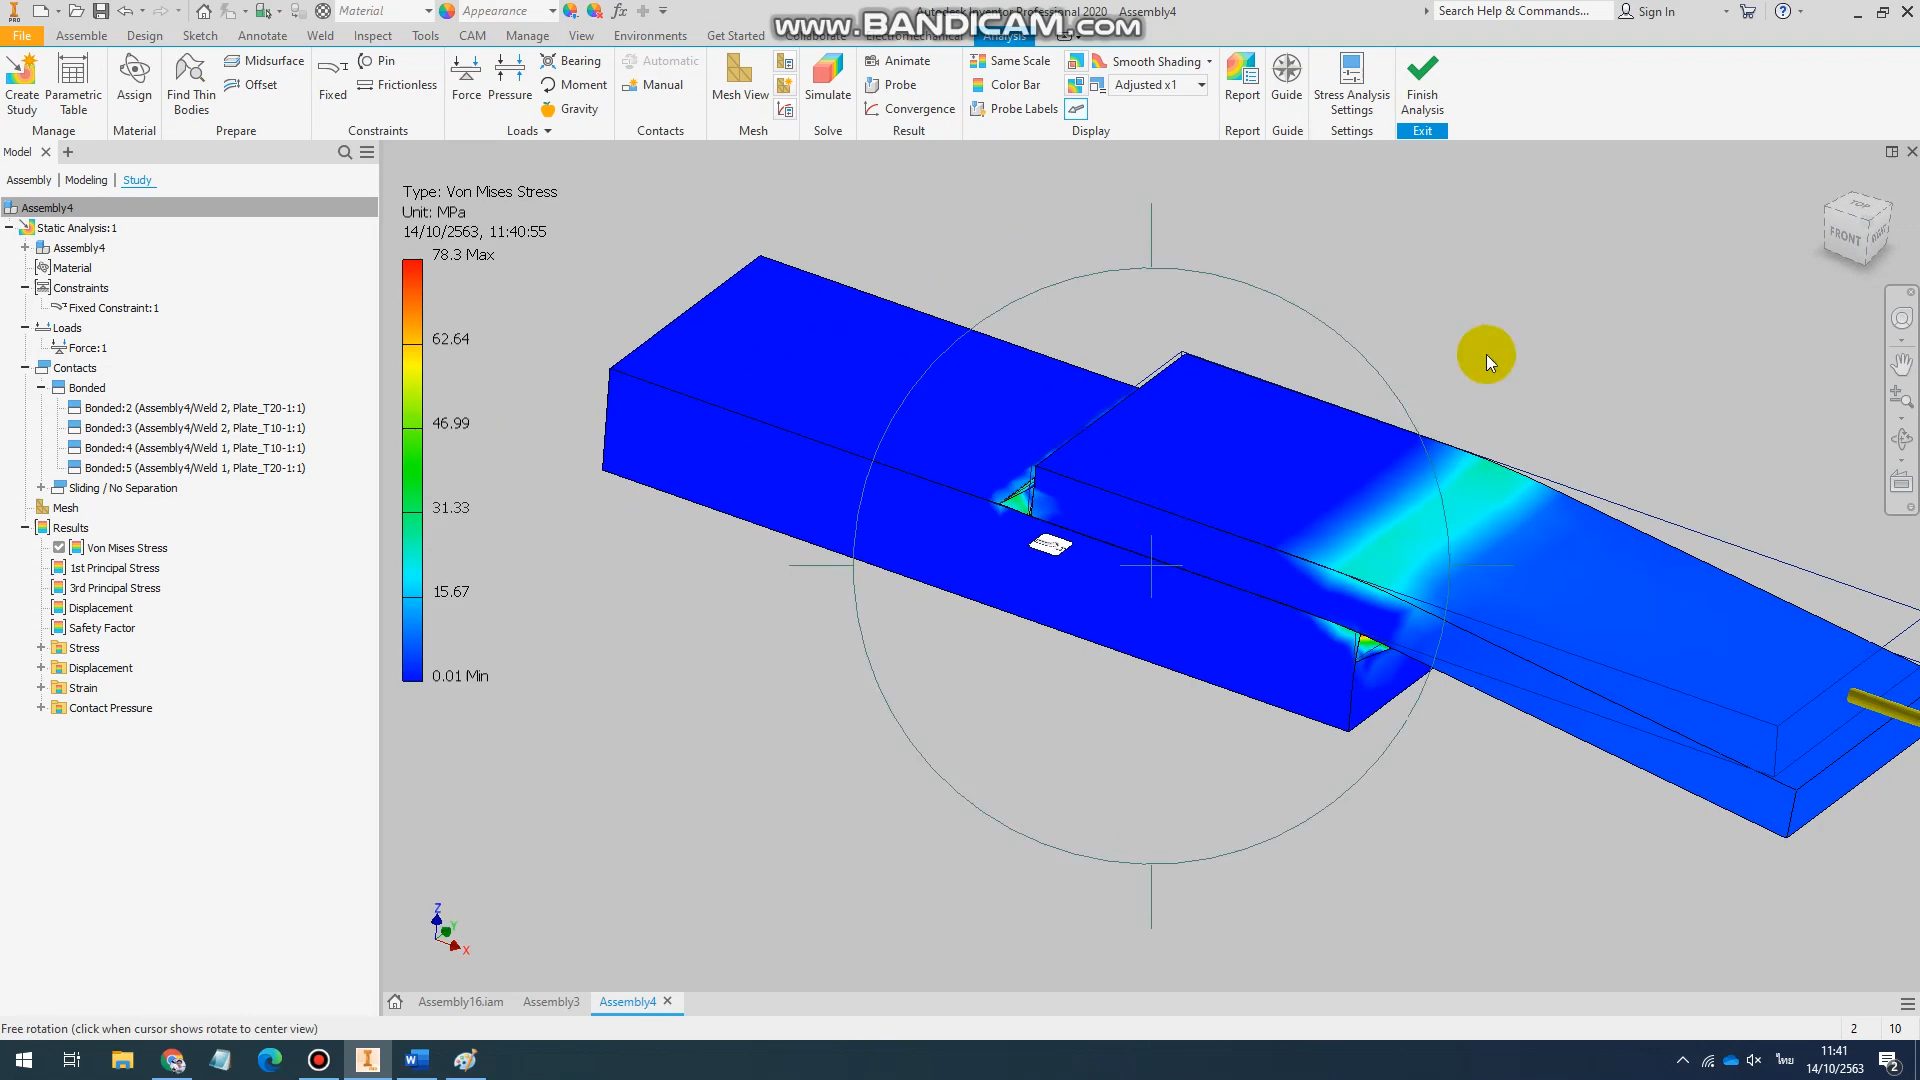 Material
Appearance
Autodesk Inventor Professional 2020 Assembly4
Search Help & Commands...
Sign In
www.BANDICAM.com
File
Assemble
Design
Sketch
Annotate
Weld
Inspect
Tools
CAM
Manage
View
Environments
Get Started
Collaborate
Electromechanical
Analysis
Create Study
Parametric Table
Assign
Find Thin Bodies
Midsurface
Offset
Fixed
Pin
Frictionless
Force
Pressure
Bearing
Moment
Gravity
Automatic
Manual
Mesh View
Simulate
Animate
Probe
Convergence
Same Scale
Color Bar
Probe Labels
Smooth Shading
Adjusted x1
Report
Guide
Stress Analysis Settings
Finish Analysis
Manage
Material
Prepare
Constraints
Loads
Contacts
Mesh
Solve
Result
Display
Report
Guide
Settings
Exit
Model
Assembly
Modeling
Study
Assembly4
Static Analysis:1
Assembly4
Material
Constraints
Fixed Constraint:1
Loads
Force:1
Contacts
Bonded
Bonded:2 (Assembly4/Weld 2, Plate_T20-1:1)
Bonded:3 (Assembly4/Weld 2, Plate_T10-1:1)
Bonded:4 (Assembly4/Weld 1, Plate_T10-1:1)
Bonded:5 (Assembly4/Weld 1, Plate_T20-1:1)
Sliding / No Separation
Mesh
Results
Von Mises Stress
1st Principal Stress
3rd Principal Stress
Displacement
Safety Factor
Stress
Displacement
Strain
Contact Pressure
Type: Von Mises Stress
Unit: MPa
14/10/2563, 11:40:55
78.3 Max
62.64
46.99
31.33
15.67
0.01 Min
TOP
FRONT
RIGHT
Z
Y
X
Assembly16.iam
Assembly3
Assembly4
Free rotation (click when cursor shows rotate to center view)
2
10
ไทย
11:41
14/10/2563
2